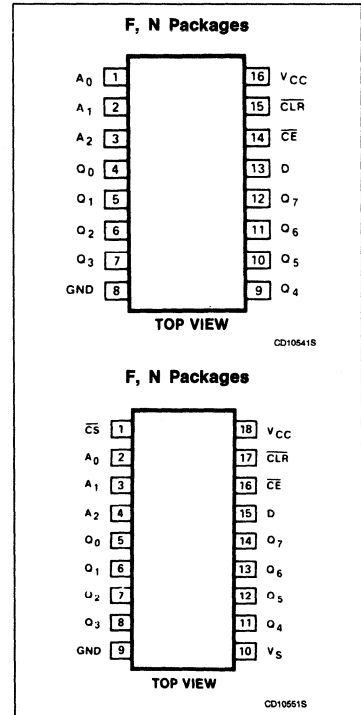 F, N Packages
A0 1 16 VCC
A1 2 15 CLR
A2 3 14 CE
Q0 4 13 D
Q1 5 12 Q7
Q2 6 11 Q6
Q3 7 10 Q5
GND 8 9 Q4
TOP VIEW
CD10541S
F, N Packages
CS 1 18 VCC
A0 2 17 CLR
A1 3 16 CE
A2 4 15 D
Q0 5 14 Q7
Q1 6 13 Q6
Q2 7 12 Q5
Q3 8 11 Q4
GND 9 10 VS
TOP VIEW
CD10551S